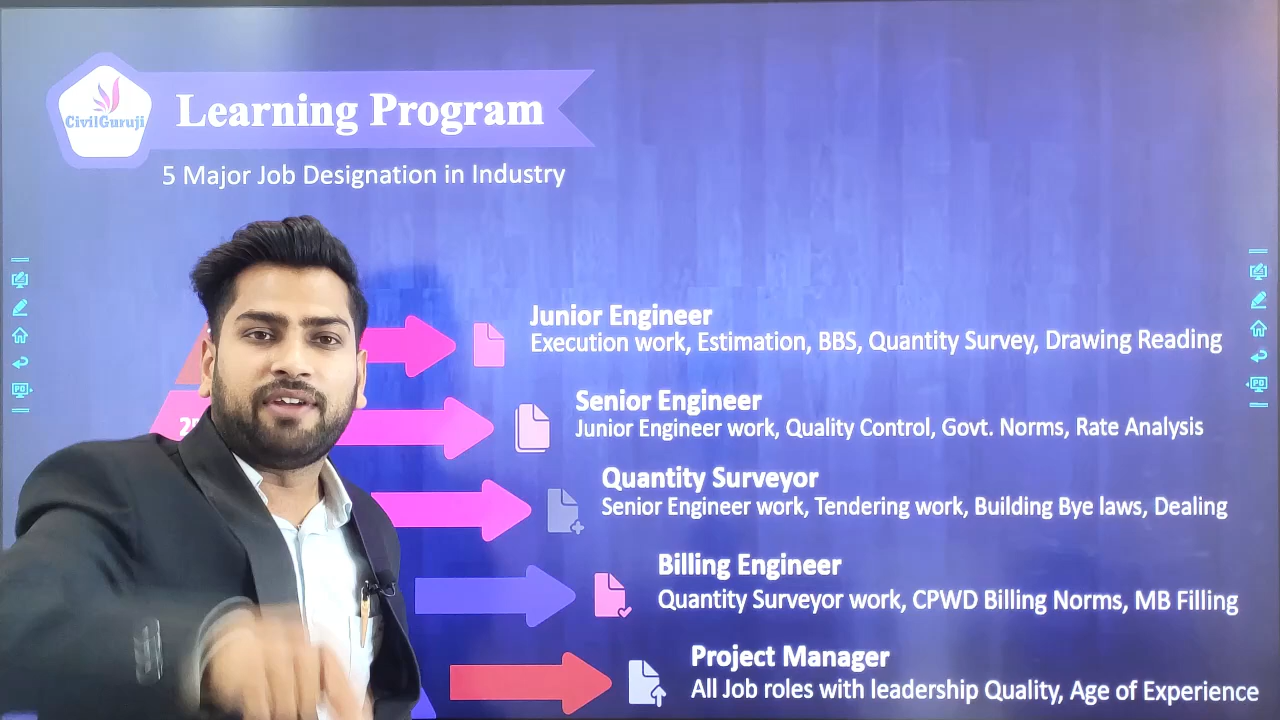 CivilGuruji
Learning Program
5 Major Job Designation in Industry
Junior Engineer
Execution work, Estimation, BBS, Quantity Survey, Drawing Reading
Senior Engineer
Junior Engineer work, Quality Control, Govt. Norms, Rate Analysis
Quantity Surveyor
Senior Engineer work, Tendering work, Building Bye laws, Dealing
Billing Engineer
Quantity Surveyor work, CPWD Billing Norms, MB Filling
Project Manager
All Job roles with leadership Quality, Age of Experience